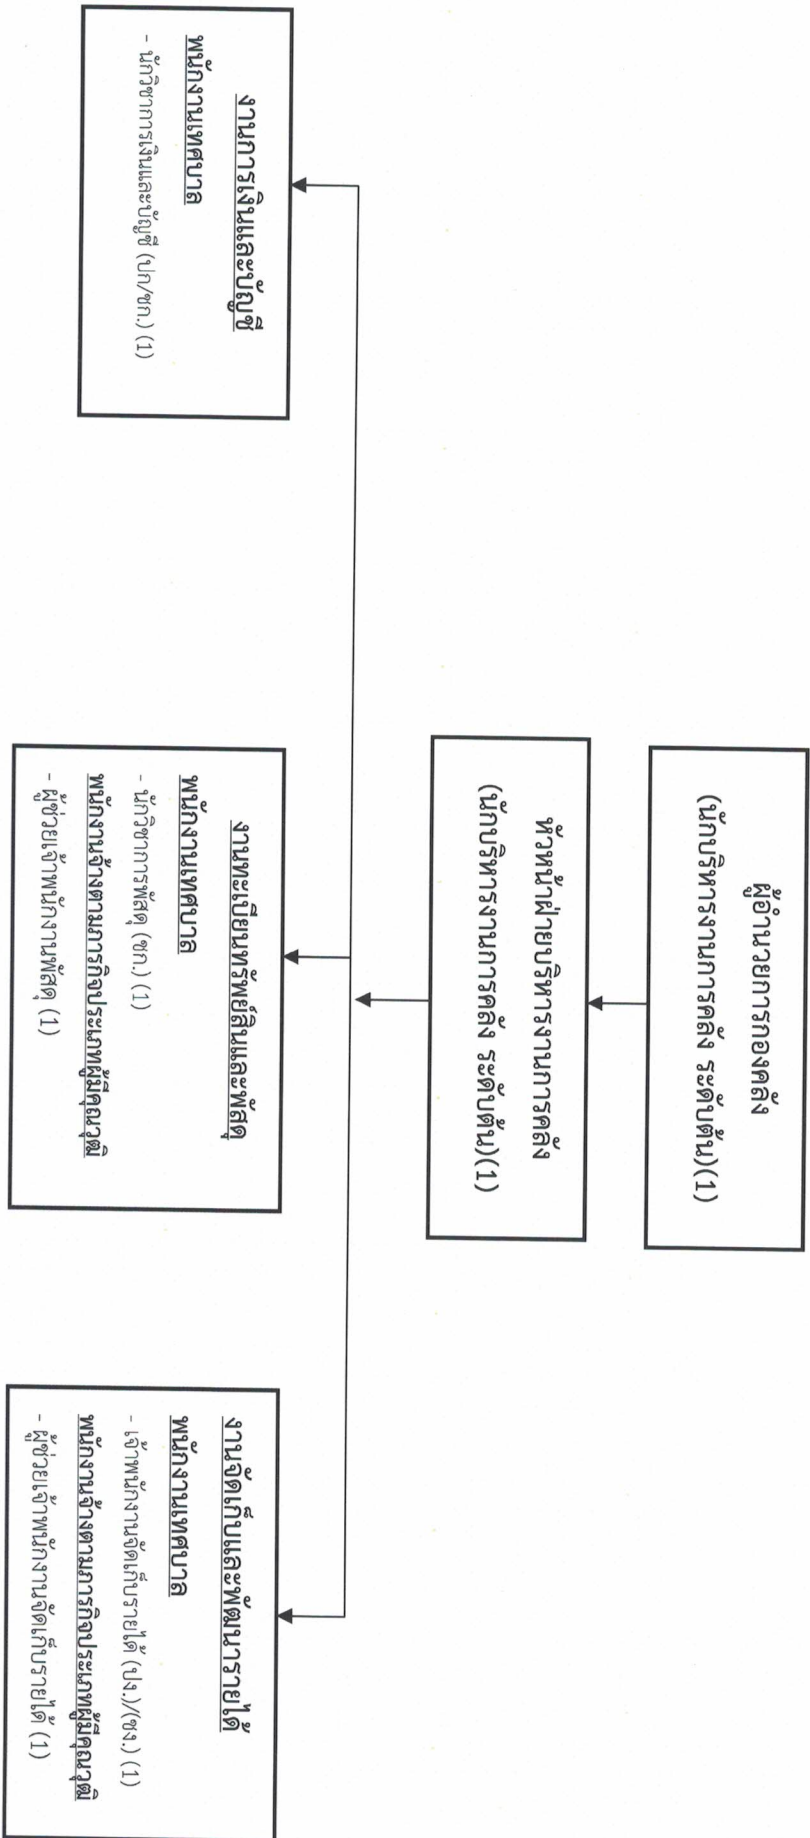 ผู้อำนวยการกองคลัง
(นักบริหารงานการคลัง ระดับต้น)(1)
หัวหน้าฝ่ายบริหารงานการคลัง
(นักบริหารงานการคลัง ระดับต้น)(1)
งานการเงินและบัญชี
พนักงานเทศบาล
- นักวิชาการเงินและบัญชี (ปก/ชก.) (1)
งานทะเบียนทรัพย์สินและพัสดุ
พนักงานเทศบาล
- นักวิชาการพัสดุ (ชก.) (1)
พนักงานจ้างตามภารกิจประเภทผู้มีคุณวุฒิ
- ผู้ช่วยเจ้าพนักงานพัสดุ (1)
งานจัดเก็บและพัฒนารายได้
พนักงานเทศบาล
- เจ้าพนักงานจัดเก็บรายได้ (ปง.)/(ชง.) (1)
พนักงานจ้างตามภารกิจประเภทผู้มีคุณวุฒิ
- ผู้ช่วยเจ้าพนักงานจัดเก็บรายได้ (1)